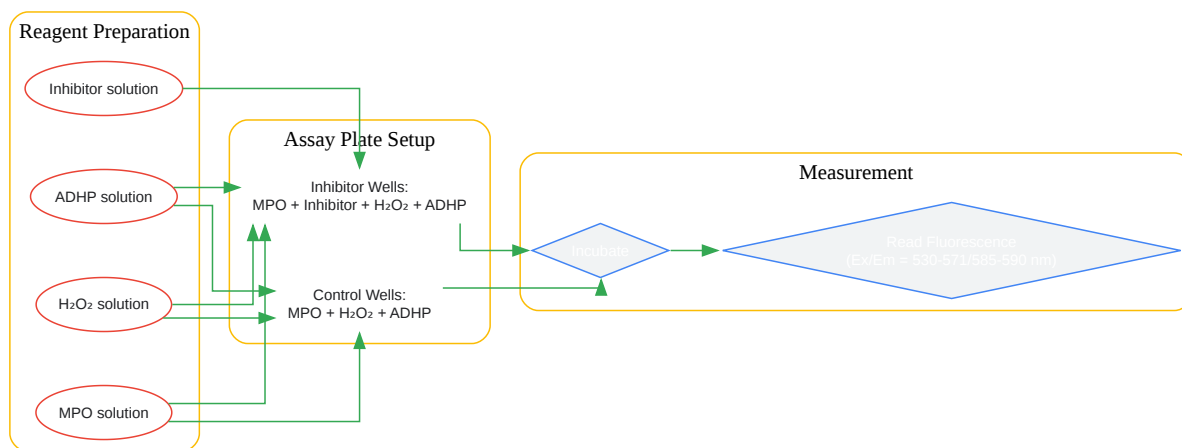 Reagent Preparation
Inhibitor solution
ADHP solution
H₂O₂ solution
MPO solution
Assay Plate Setup
Inhibitor Wells:
MPO + Inhibitor + H₂O₂ + ADHP
Control Wells:
MPO + H₂O₂ + ADHP
Measurement
Incubate
Read Fluorescence
(Ex/Em = 530-571/585-590 nm)